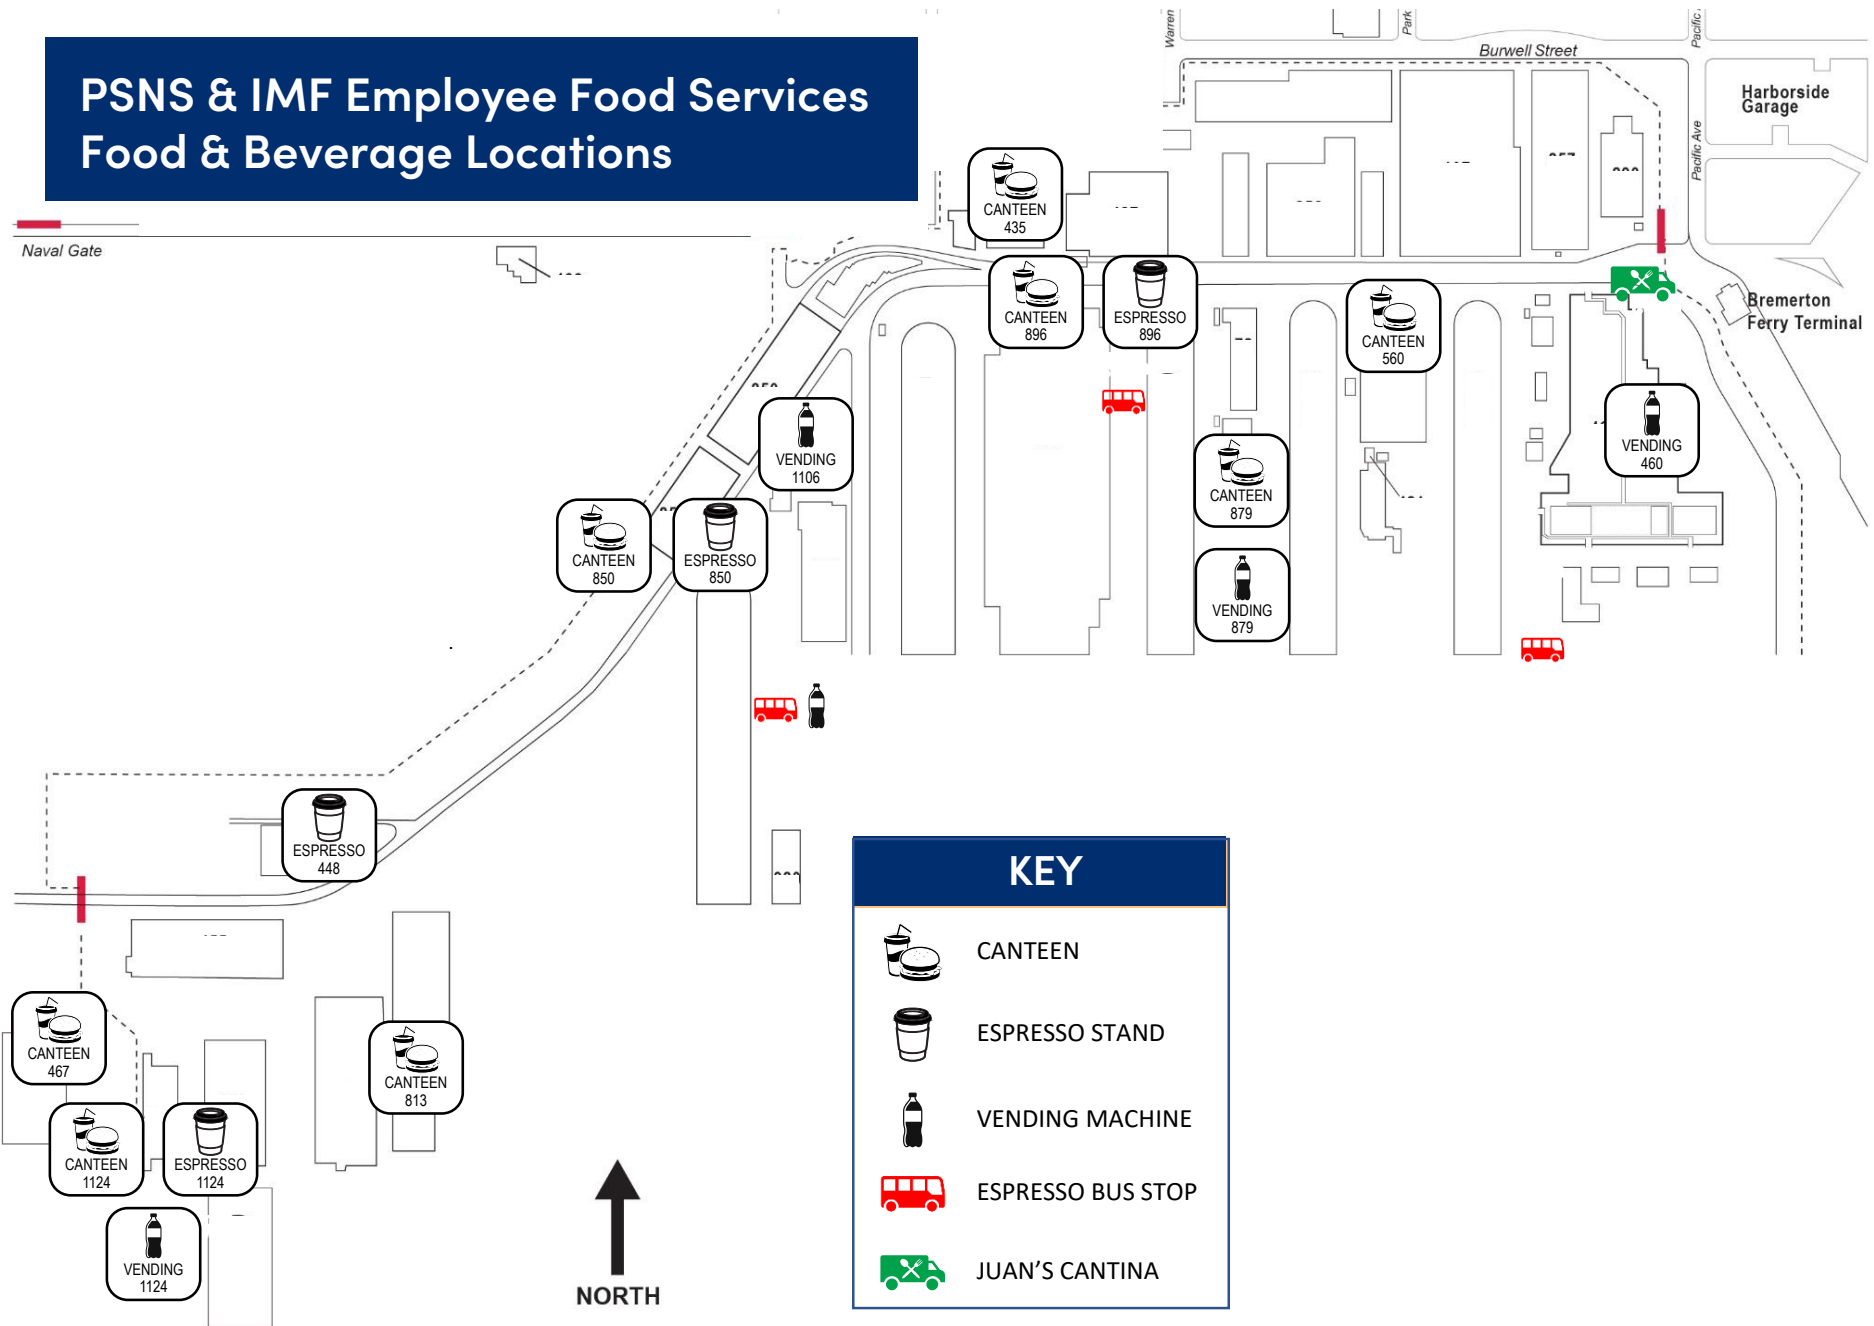 PSNS & IMF Employee Food Services
Food & Beverage Locations
Warren
Park
Pacific
Burwell Street
Harborside
Garage
Pacific Ave
Naval Gate
CANTEEN
435
CANTEEN
896
ESPRESSO
896
CANTEEN
560
Bremerton
Ferry Terminal
VENDING
1106
VENDING
460
CANTEEN
879
CANTEEN
850
ESPRESSO
850
VENDING
879
ESPRESSO
448
CANTEEN
467
CANTEEN
813
CANTEEN
1124
ESPRESSO
1124
VENDING
1124
NORTH
KEY
CANTEEN
ESPRESSO STAND
VENDING MACHINE
ESPRESSO BUS STOP
JUAN'S CANTINA